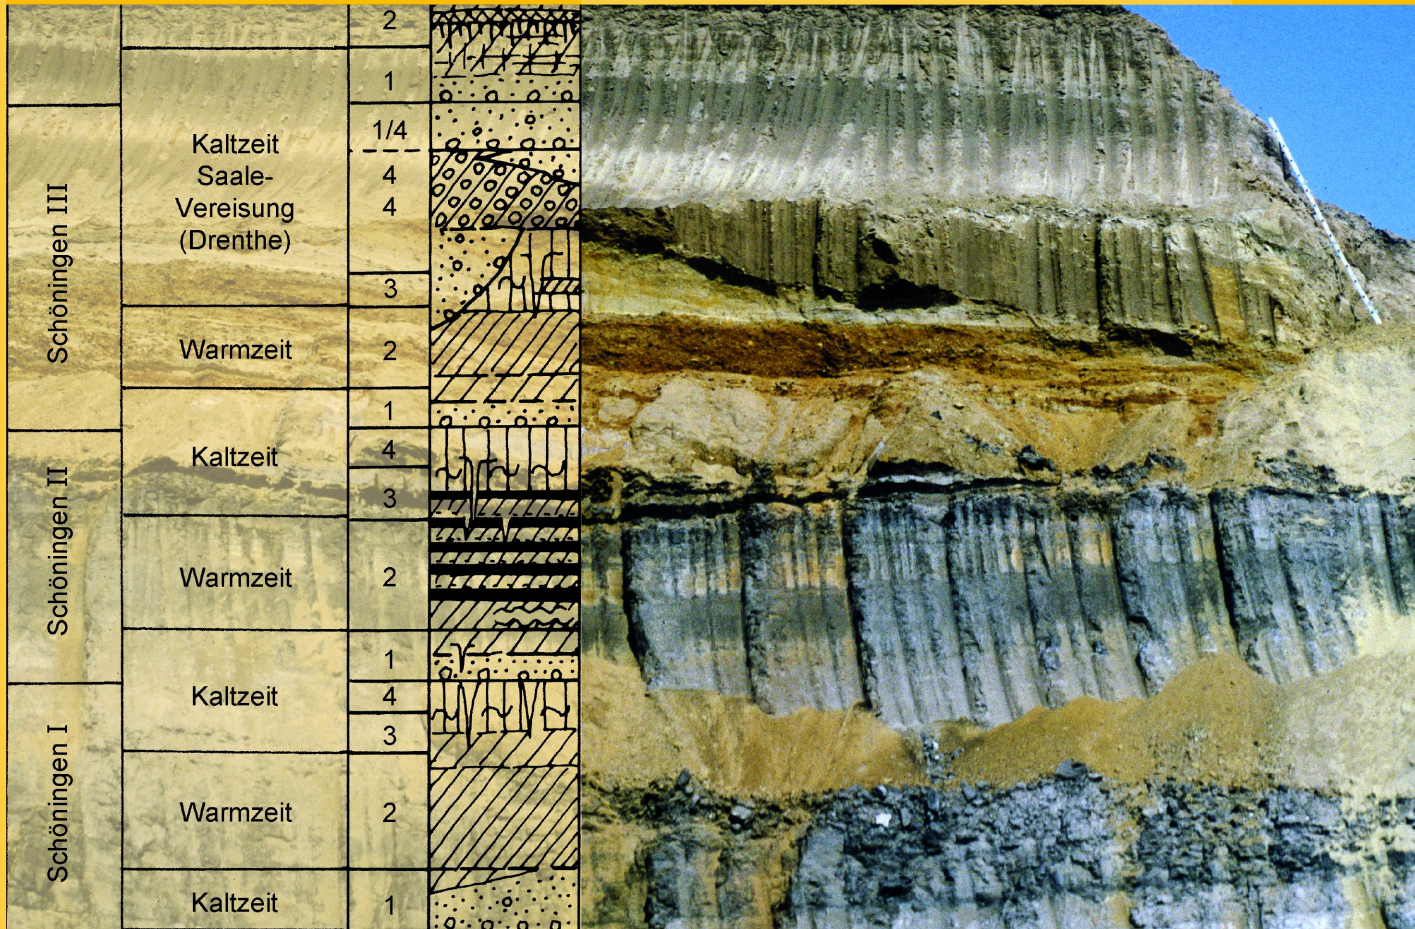 2
1
Schöningen III
Kaltzeit
Saale-
Vereisung
(Drenthe)
1/4
4
4
3
Warmzeit
2
1
Schöningen II
Kaltzeit
4
3
Warmzeit
2
1
Schöningen I
Kaltzeit
4
3
Warmzeit
2
Kaltzeit
1